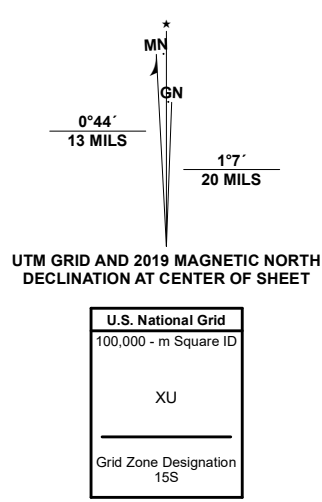 ★
MN
GN
0°44´
13 MILS
1°7´
20 MILS
UTM GRID AND 2019 MAGNETIC NORTH
DECLINATION AT CENTER OF SHEET
U.S. National Grid
100,000 - m Square ID
XU
Grid Zone Designation
15S